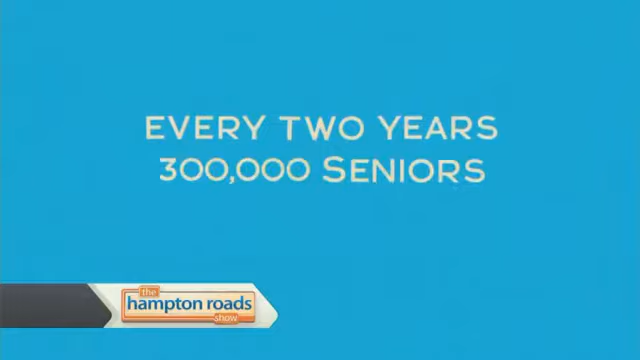 EVERY TWO YEARS
300,000 SENIORS
the
hampton roads
show